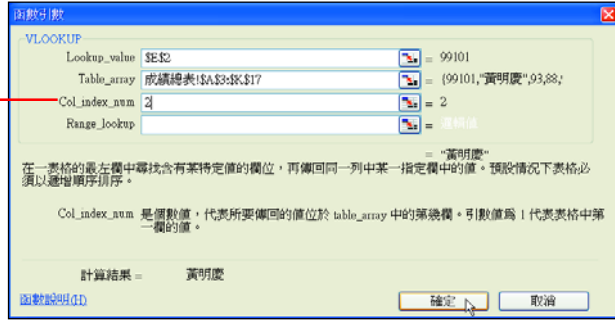 函數引數
VLOOKUP
Lookup_value $E$2 = 99101
Table_array 成績總表!$A$3:$K$17 = {99101,"黃明慶",93,88,
Col_index_num 2 = 2
Range_lookup = 邏輯值
= "黃明慶"
在一表格的最左欄中尋找含有某特定值的欄位，再傳回同一列中某一指定欄中的值。預設情況下表格必
須以遞增順序排序。
Col_index_num 是個數值，代表所要傳回的值位於 table_array 中的第幾欄。引數值為 1 代表表格中第
一欄的值。
計算結果 = 黃明慶
函數說明(H) 確定 取消